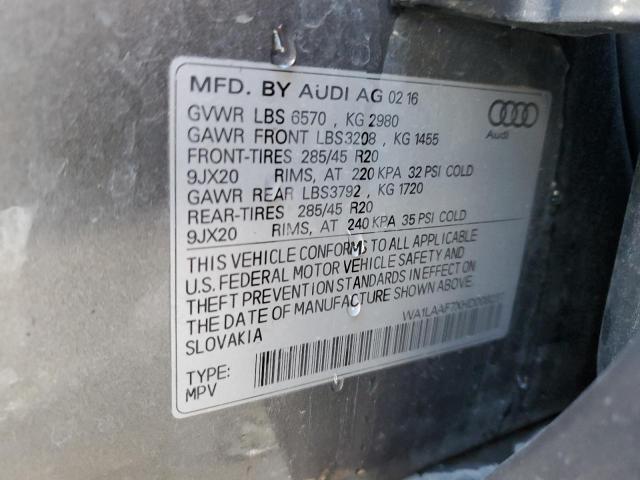 MFD. BY AUDI AG 02 16
GVWR LBS 6570 , KG 2980
GAWR FRONT LBS3208 , KG 1455
FRONT-TIRES 285/45 R20
9JX20 RIMS, AT 220 KPA 32 PSI COLD
GAWR REAR LBS3792 , KG 1720
REAR-TIRES 285/45 R20
9JX20 RIMS, AT 240 KPA 35 PSI COLD
THIS VEHICLE CONFORMS TO ALL APPLICABLE
U.S. FEDERAL MOTOR VEHICLE SAFETY AND
THEFT PREVENTION STANDARDS IN EFFECT ON
THE DATE OF MANUFACTURE SHOWN ABOVE.
SLOVAKIA
TYPE:
MPV
Audi